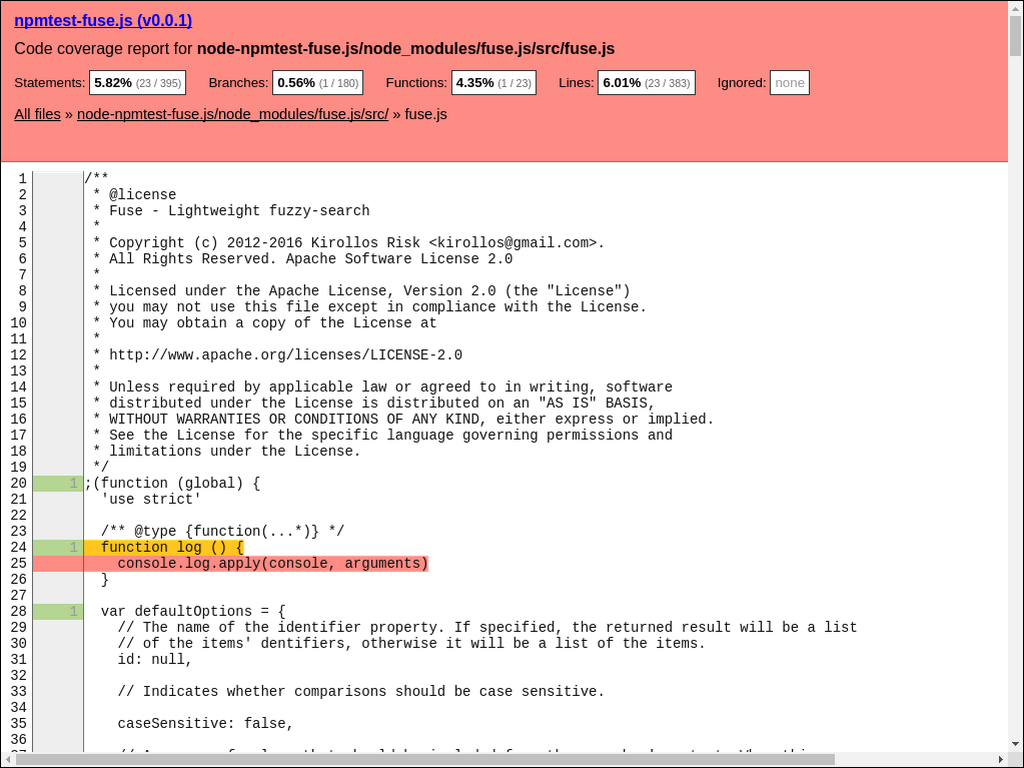 npmtest-fuse.js (v0.0.1)
Code coverage report for node-npmtest-fuse.js/node_modules/fuse.js/src/fuse.js
Statements: 5.82% (23 / 395) Branches: 0.56% (1 / 180) Functions: 4.35% (1 / 23) Lines: 6.01% (23 / 383) Ignored: none
All files » node-npmtest-fuse.js/node_modules/fuse.js/src/ » fuse.js
1 /**
2  * @license
3  * Fuse - Lightweight fuzzy-search
4  *
5  * Copyright (c) 2012-2016 Kirollos Risk <kirollos@gmail.com>.
6  * All Rights Reserved. Apache Software License 2.0
7  *
8  * Licensed under the Apache License, Version 2.0 (the "License")
9  * you may not use this file except in compliance with the License.
10  * You may obtain a copy of the License at
11  *
12  * http://www.apache.org/licenses/LICENSE-2.0
13  *
14  * Unless required by applicable law or agreed to in writing, software
15  * distributed under the License is distributed on an "AS IS" BASIS,
16  * WITHOUT WARRANTIES OR CONDITIONS OF ANY KIND, either express or implied.
17  * See the License for the specific language governing permissions and
18  * limitations under the License.
19  */
20 1 ;(function (global) {
21   'use strict'
22
23   /** @type {function(...*)} */
24 1   function log () {
25     console.log.apply(console, arguments)
26   }
27
28 1   var defaultOptions = {
29     // The name of the identifier property. If specified, the returned result will be a list
30     // of the items' dentifiers, otherwise it will be a list of the items.
31     id: null,
32
33     // Indicates whether comparisons should be case sensitive.
34
35     caseSensitive: false,
36